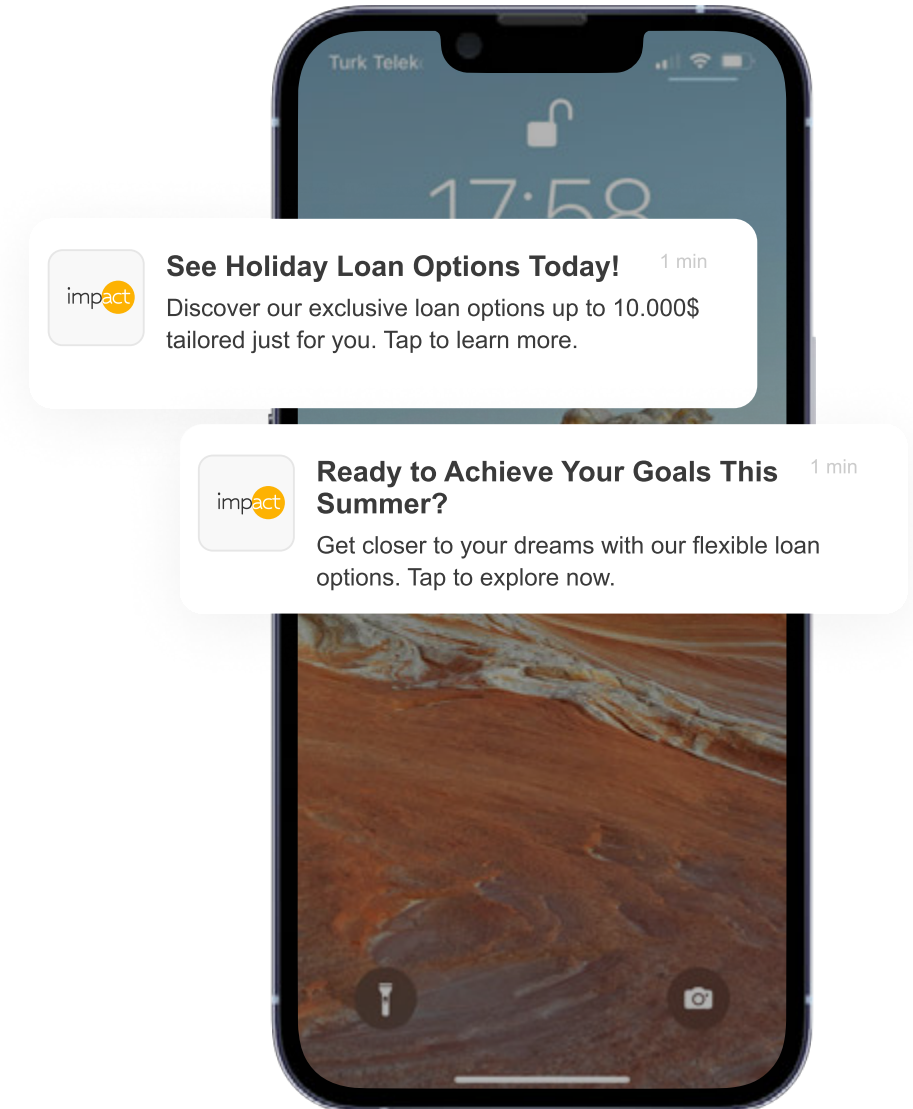 Turk Telek
17:58
impact
See Holiday Loan Options Today!
1 min
Discover our exclusive loan options up to 10.000$
tailored just for you. Tap to learn more.
impact
Ready to Achieve Your Goals This
Summer?
1 min
Get closer to your dreams with our flexible loan
options. Tap to explore now.